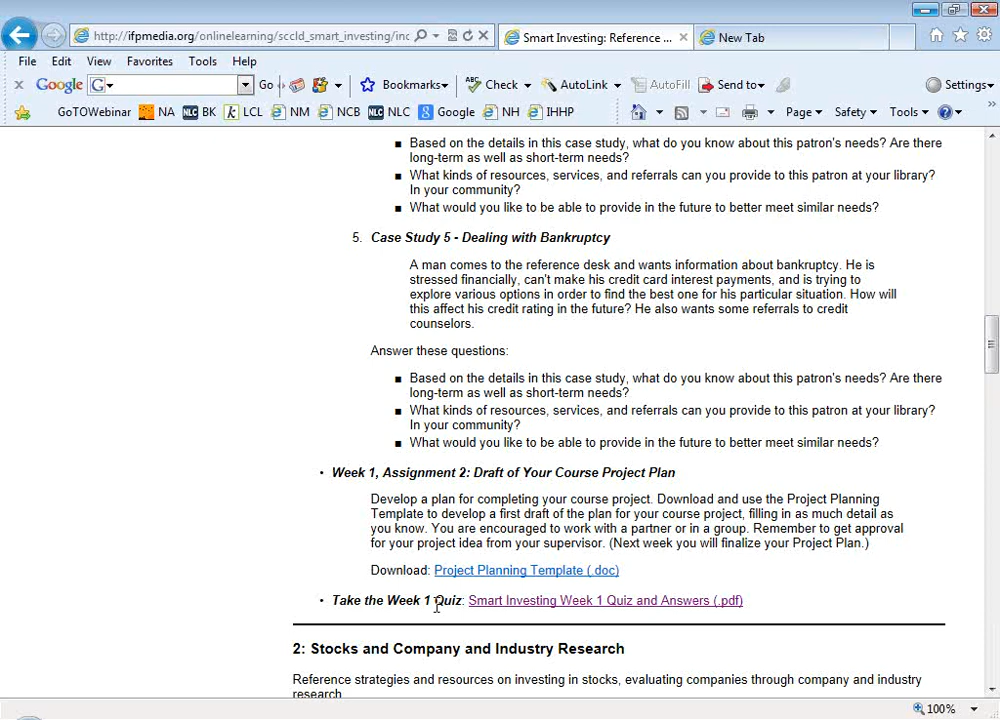 http://ifpmedia.org/onlinelearning/sccld_smart_investing/inc
Smart Investing: Reference ...
New Tab
File Edit View Favorites Tools Help
Google G Go Bookmarks ABC Check AutoLink AutoFill Send to Settings
GoTOWebinar NA NLC BK k LCL NM NCB NLC NLC 8 Google NH IHHP Page Safety Tools
■ Based on the details in this case study, what do you know about this patron's needs? Are there
long-term as well as short-term needs?
■ What kinds of resources, services, and referrals can you provide to this patron at your library?
In your community?
■ What would you like to be able to provide in the future to better meet similar needs?
5. Case Study 5 - Dealing with Bankruptcy
A man comes to the reference desk and wants information about bankruptcy. He is
stressed financially, can't make his credit card interest payments, and is trying to
explore various options in order to find the best one for his particular situation. How will
this affect his credit rating in the future? He also wants some referrals to credit
counselors.
Answer these questions:
■ Based on the details in this case study, what do you know about this patron's needs? Are there
long-term as well as short-term needs?
■ What kinds of resources, services, and referrals can you provide to this patron at your library?
In your community?
■ What would you like to be able to provide in the future to better meet similar needs?
• Week 1, Assignment 2: Draft of Your Course Project Plan
Develop a plan for completing your course project. Download and use the Project Planning
Template to develop a first draft of the plan for your course project, filling in as much detail as
you know. You are encouraged to work with a partner or in a group. Remember to get approval
for your project idea from your supervisor. (Next week you will finalize your Project Plan.)
Download: Project Planning Template (.doc)
• Take the Week 1 Quiz: Smart Investing Week 1 Quiz and Answers (.pdf)
2: Stocks and Company and Industry Research
Reference strategies and resources on investing in stocks, evaluating companies through company and industry
research
100%